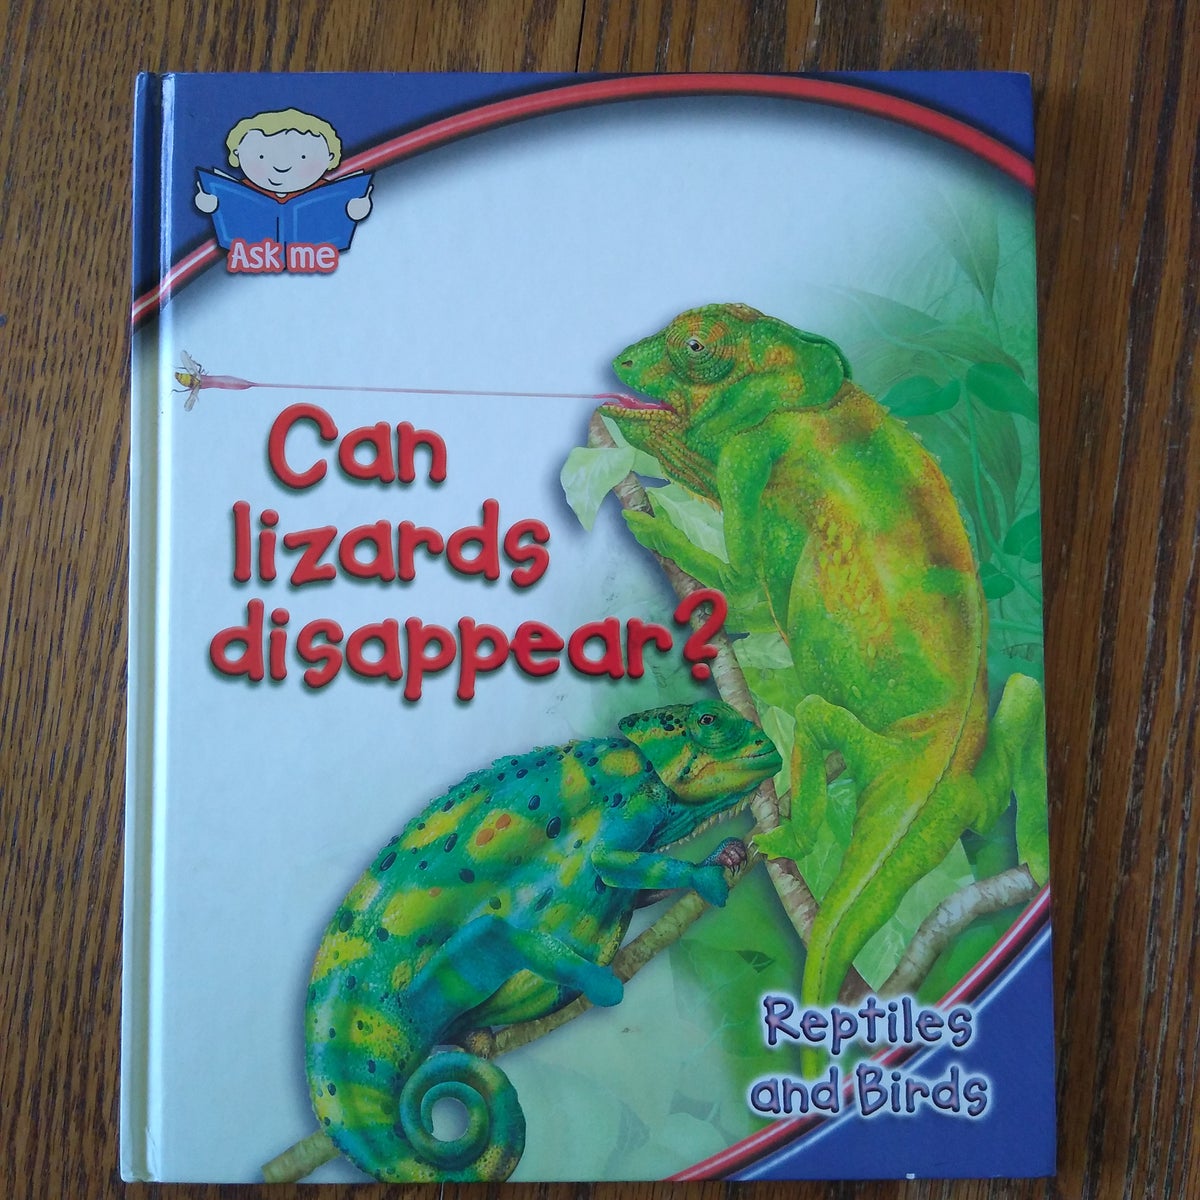 Ask me
Can
lizards
disappear?
Reptiles
and Birds